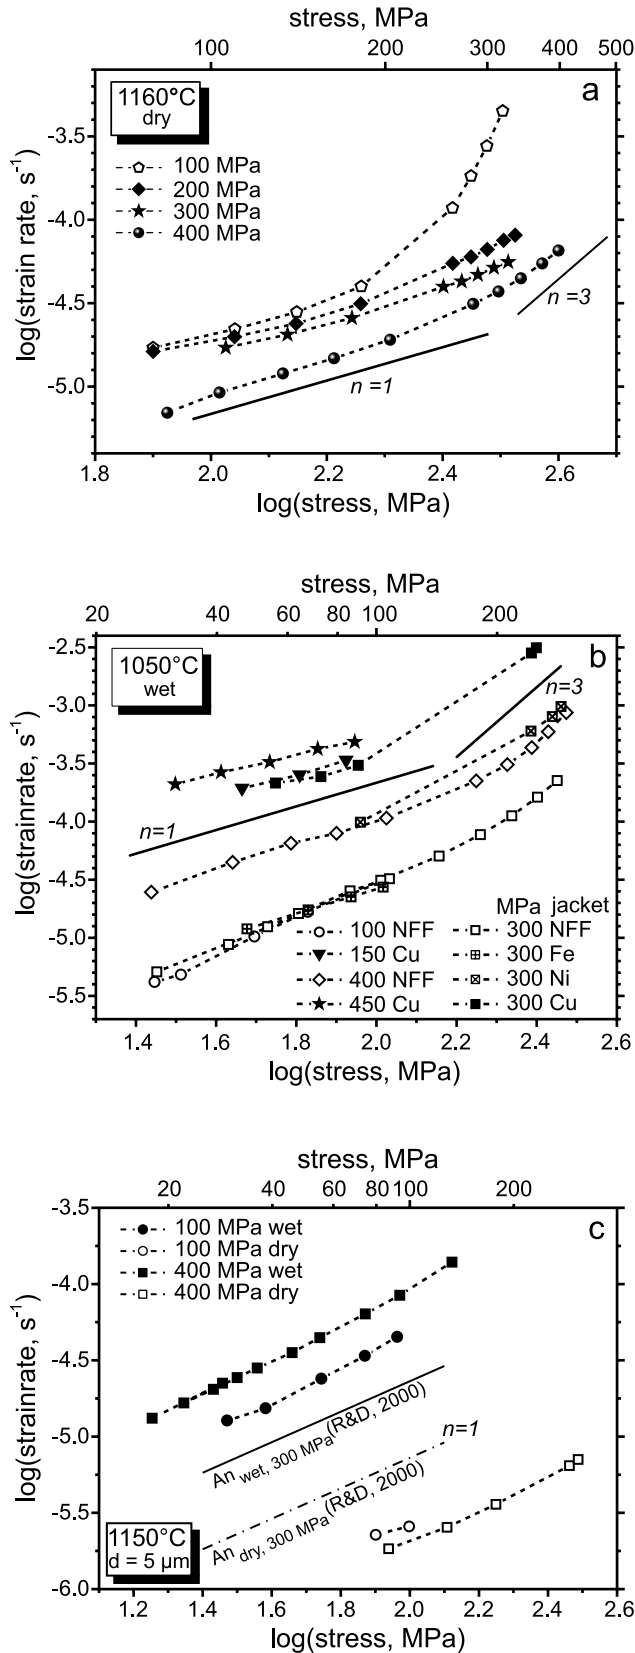 stress, MPa
100 200 300 400 500
1160°C
dry
a
100 MPa
200 MPa
300 MPa
400 MPa
n =3
n =1
log(strain rate, s-1)
-3.5
-4.0
-4.5
-5.0
1.8 2.0 2.2 2.4 2.6
log(stress, MPa)
stress, MPa
20 40 60 80 100 200
1050°C
wet
b
n=3
n=1
log(strainrate, s-1)
-2.5
-3.0
-3.5
-4.0
-4.5
-5.0
-5.5
MPa jacket
100 NFF 300 NFF
150 Cu 300 Fe
400 NFF 300 Ni
450 Cu 300 Cu
1.4 1.6 1.8 2.0 2.2 2.4 2.6
log(stress, MPa)
stress, MPa
20 40 60 80 100 200
c
100 MPa wet
100 MPa dry
400 MPa wet
400 MPa dry
log(strainrate, s-1)
-3.5
-4.0
-4.5
-5.0
-5.5
-6.0
An wet, 300 MPa (R&D, 2000)
n=1
An dry, 300 MPa (R&D, 2000)
1150°C
d = 5 µm
1.2 1.4 1.6 1.8 2.0 2.2 2.4 2.6
log(stress, MPa)